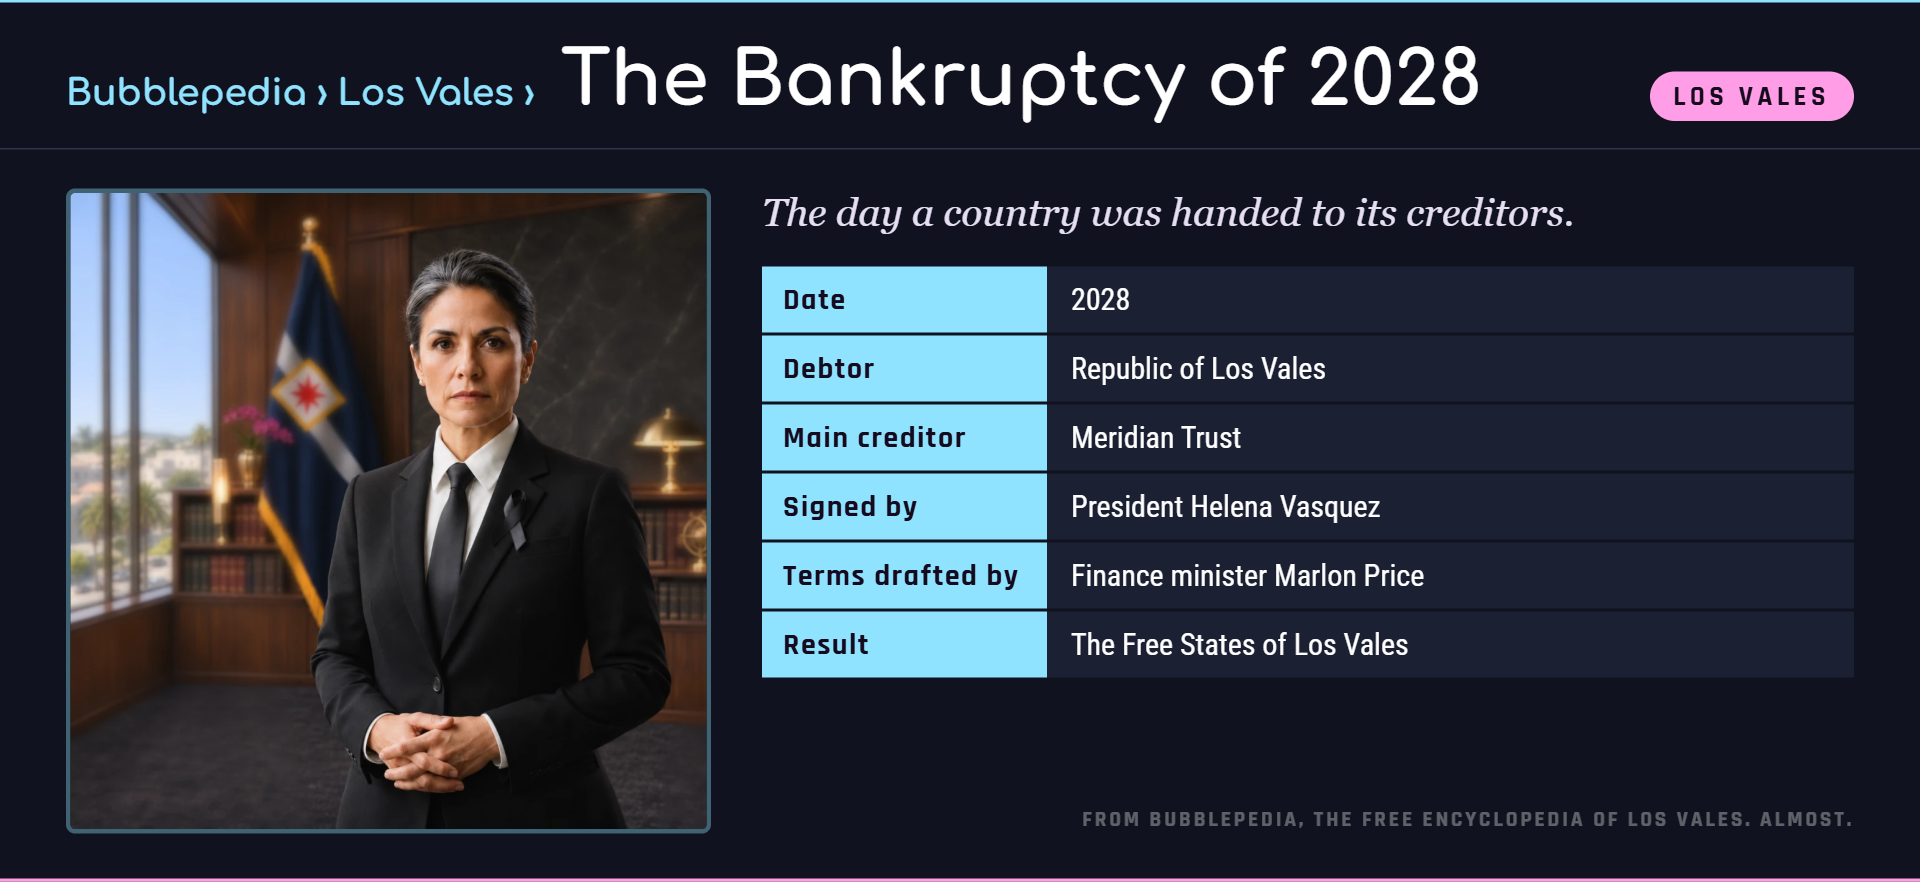 Bubblepedia › Los Vales › The Bankruptcy of 2028
LOS VALES
The day a country was handed to its creditors.
Date 2028
Debtor Republic of Los Vales
Main creditor Meridian Trust
Signed by President Helena Vasquez
Terms drafted by Finance minister Marlon Price
Result The Free States of Los Vales
FROM BUBBLEPEDIA, THE FREE ENCYCLOPEDIA OF LOS VALES. ALMOST.